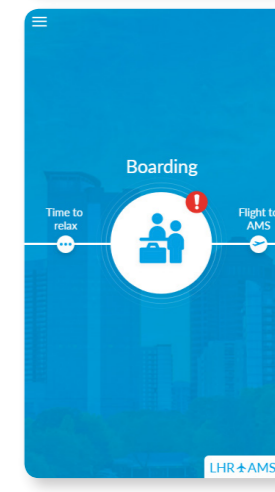 Boarding
!
Time to
relax
Flight to
AMS
LHR AMS